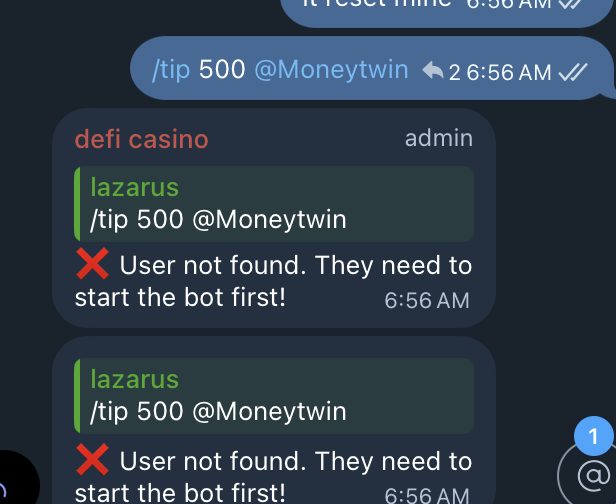 it reset mine 6:56 AM
/tip 500 @Moneytwin 2 6:56 AM
defi casino admin
lazarus
/tip 500 @Moneytwin
❌ User not found. They need to
start the bot first! 6:56 AM
lazarus
/tip 500 @Moneytwin
❌ User not found. They need to
start the bot first! 6:56 AM
1
@